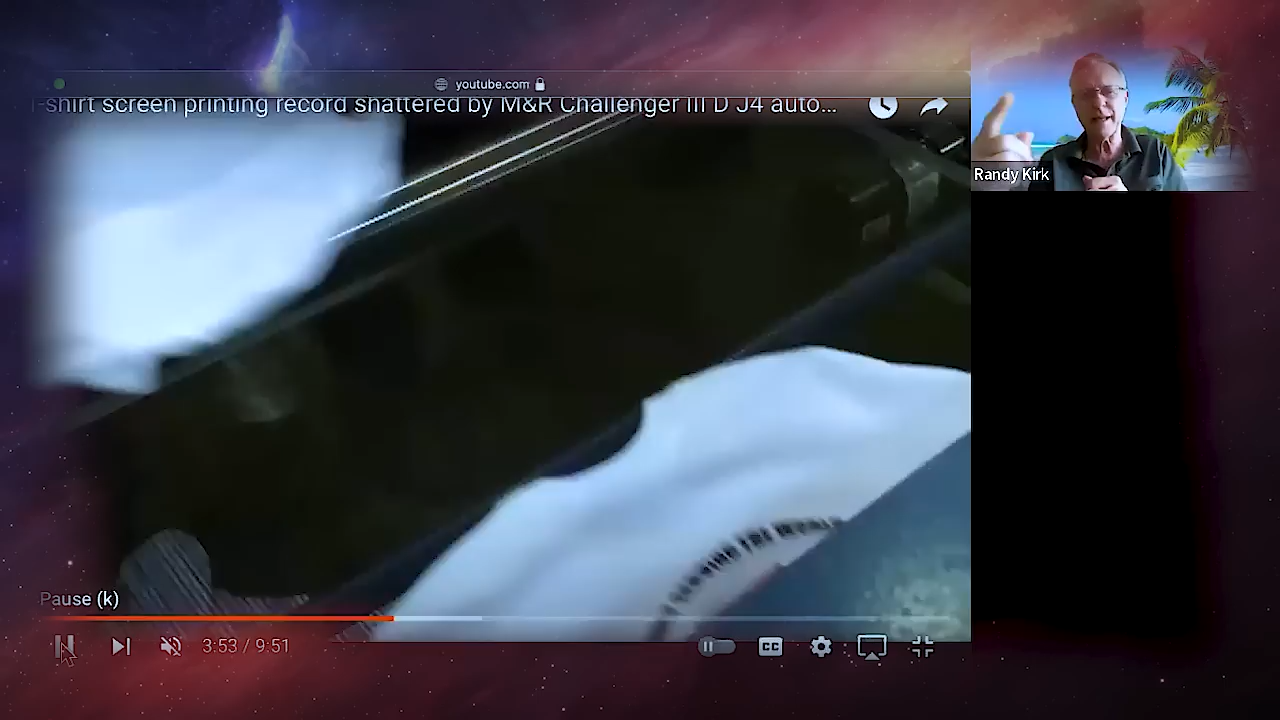 youtube.com
T-shirt screen printing record shattered by M&R Challenger III D J4 auto...
Randy Kirk
Pause (k)
3:53 / 9:51
CC